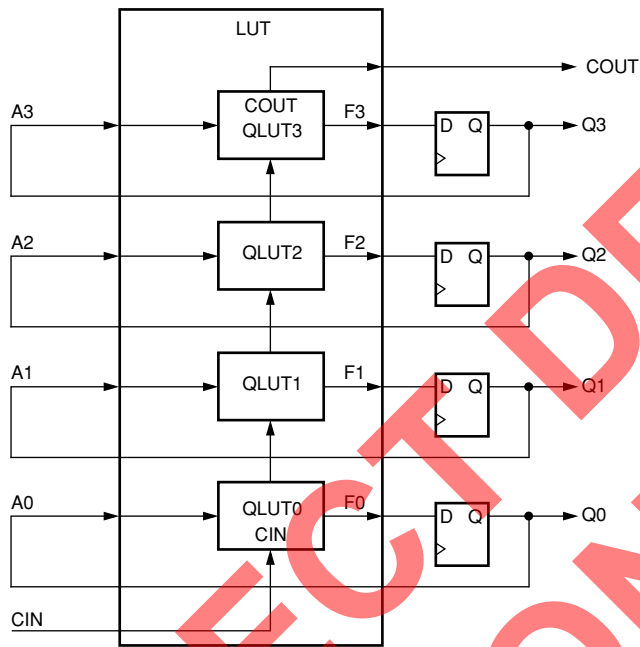 LUT
COUT
A3
COUT
QLUT3
F3
D Q
Q3
A2
QLUT2
F2
D Q
Q2
A1
QLUT1
F1
D Q
Q1
A0
QLUT0
CIN
F0
D Q
Q0
CIN